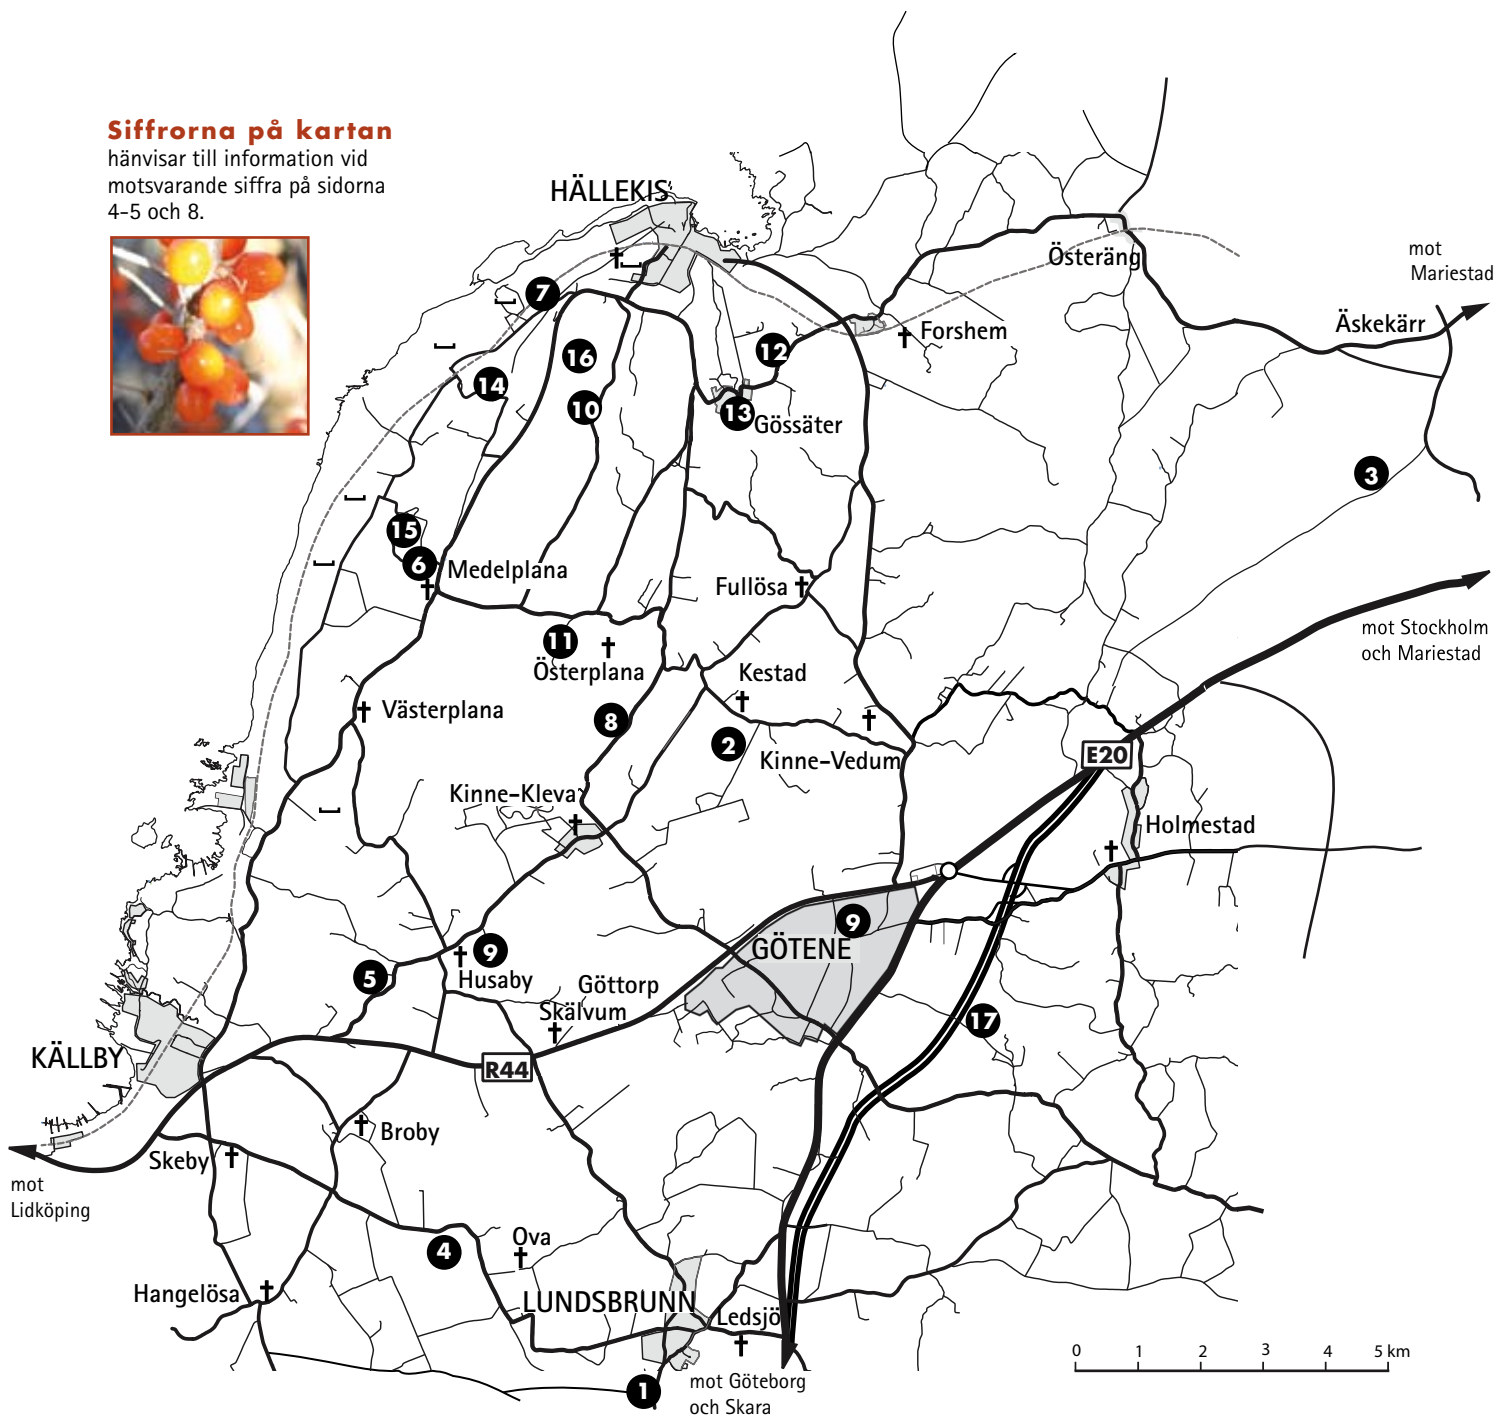 Siffrorna på kartan
hänvisar till information vid
motsvarande siffra på sidorna
4-5 och 8.
HÄLLEKIS
Österäng
mot
Mariestad
Äskekärr
7
Forshem
16
12
14
10
13
Gössäter
3
15
6
Medelplana
Fullösa
mot Stockholm
och Mariestad
11
Österplana
Kestad
Västerplana
8
2
Kinne-Vedum
E20
Kinne-Kleva
Holmestad
9
GÖTENE
9
Husaby
5
Göttorp
Skälvum
17
KÄLLBY
R44
Broby
Skeby
mot
Lidköping
Ova
4
Hangelösa
LUNDSBRUNN
Ledsjö
0 1 2 3 4 5 km
1
mot Göteborg
och Skara